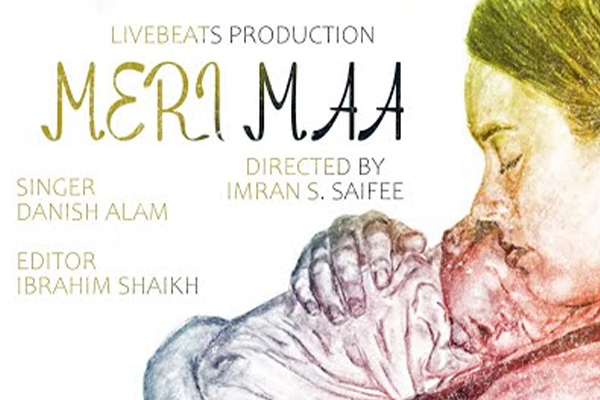 LIVEBEATS PRODUCTION
MERI MAA
DIRECTED BY
IMRAN S. SAIFEE
SINGER
DANISH ALAM
EDITOR
IBRAHIM SHAIKH